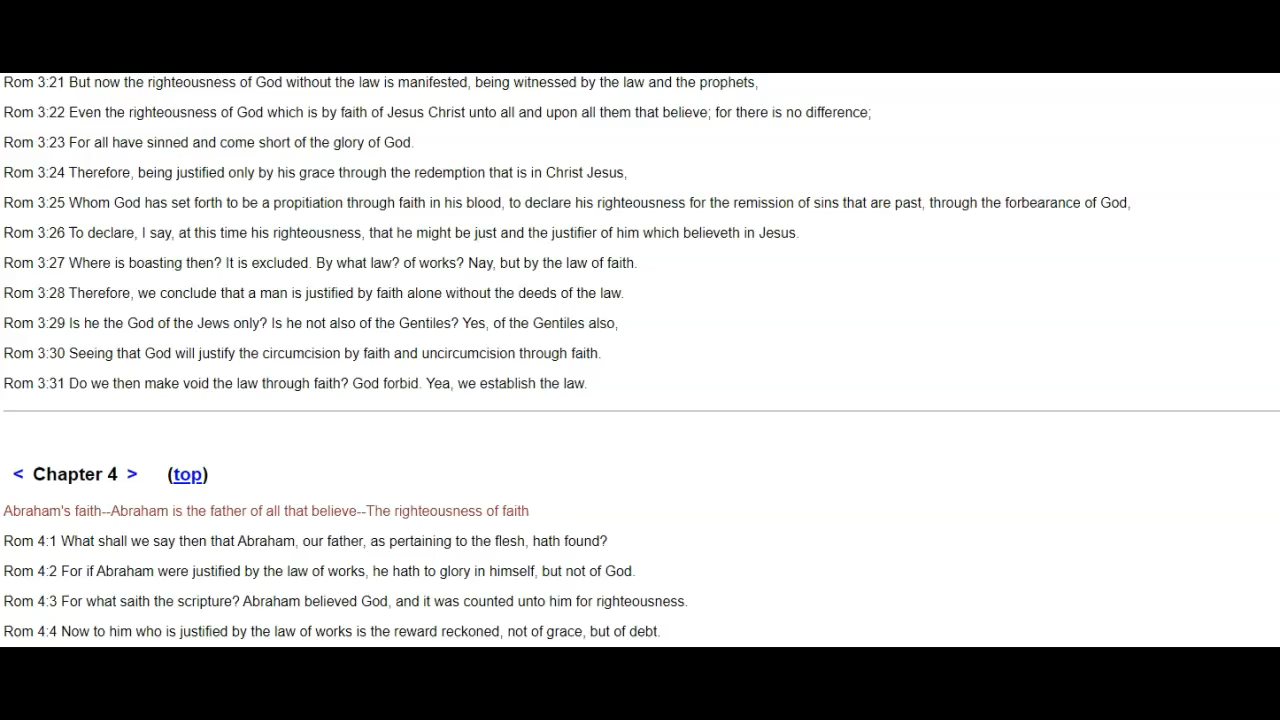 Rom 3:21 But now the righteousness of God without the law is manifested, being witnessed by the law and the prophets,
Rom 3:22 Even the righteousness of God which is by faith of Jesus Christ unto all and upon all them that believe; for there is no difference;
Rom 3:23 For all have sinned and come short of the glory of God.
Rom 3:24 Therefore, being justified only by his grace through the redemption that is in Christ Jesus,
Rom 3:25 Whom God has set forth to be a propitiation through faith in his blood, to declare his righteousness for the remission of sins that are past, through the forbearance of God,
Rom 3:26 To declare, I say, at this time his righteousness, that he might be just and the justifier of him which believeth in Jesus.
Rom 3:27 Where is boasting then? It is excluded. By what law? of works? Nay, but by the law of faith.
Rom 3:28 Therefore, we conclude that a man is justified by faith alone without the deeds of the law.
Rom 3:29 Is he the God of the Jews only? Is he not also of the Gentiles? Yes, of the Gentiles also,
Rom 3:30 Seeing that God will justify the circumcision by faith and uncircumcision through faith.
Rom 3:31 Do we then make void the law through faith? God forbid. Yea, we establish the law.
< Chapter 4 > (top)
Abraham's faith--Abraham is the father of all that believe--The righteousness of faith
Rom 4:1 What shall we say then that Abraham, our father, as pertaining to the flesh, hath found?
Rom 4:2 For if Abraham were justified by the law of works, he hath to glory in himself, but not of God.
Rom 4:3 For what saith the scripture? Abraham believed God, and it was counted unto him for righteousness.
Rom 4:4 Now to him who is justified by the law of works is the reward reckoned, not of grace, but of debt.